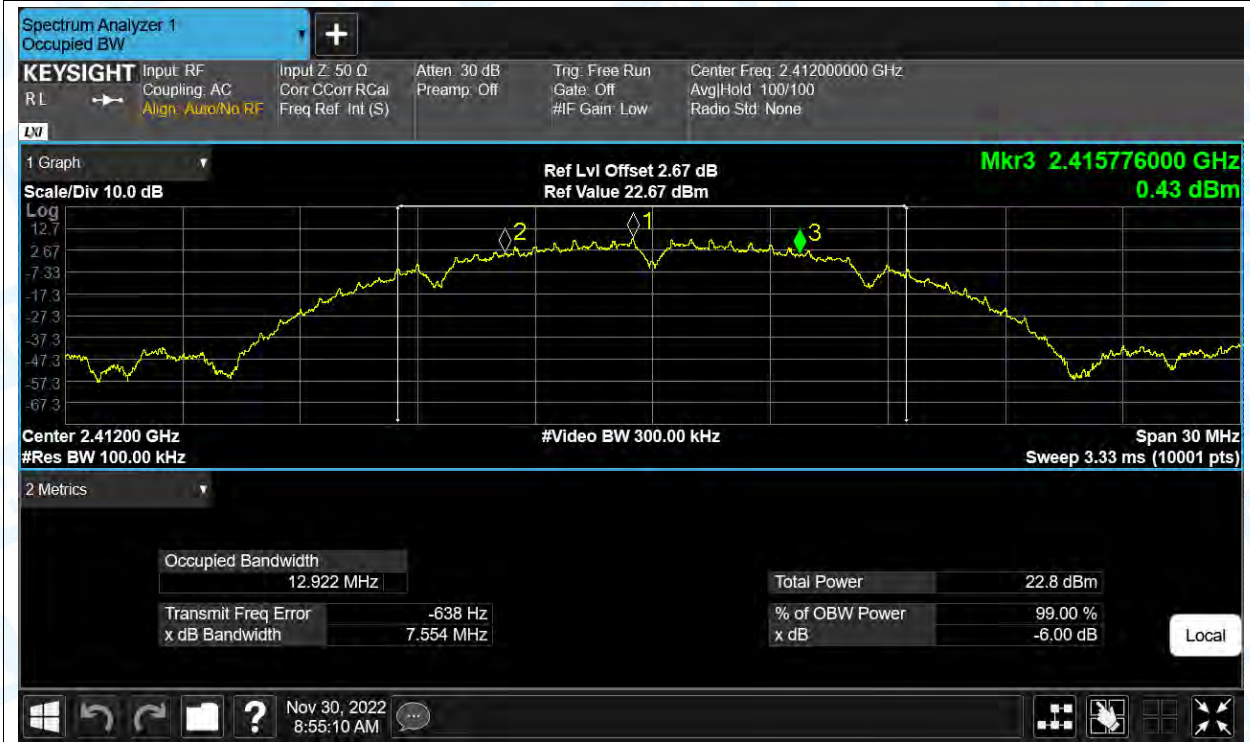 Spectrum Analyzer 1
Occupied BW
+
KEYSIGHT
R L
LXI
Input: RF
Coupling: AC
Align: Auto/No RF
Input Z: 50 Ω
Corr CCorr RCal
Freq Ref: Int (S)
Atten: 30 dB
Preamp: Off
Trig: Free Run
Gate: Off
#IF Gain: Low
Center Freq: 2.412000000 GHz
Avg|Hold: 100/100
Radio Std: None
1 Graph
Scale/Div 10.0 dB
Ref Lvl Offset 2.67 dB
Ref Value 22.67 dBm
Mkr3 2.415776000 GHz
0.43 dBm
Log
12.7
2.67
-7.33
-17.3
-27.3
-37.3
-47.3
-57.3
-67.3
2
1
3
Center 2.41200 GHz
#Res BW 100.00 kHz
#Video BW 300.00 kHz
Span 30 MHz
Sweep 3.33 ms (10001 pts)
2 Metrics
Occupied Bandwidth
12.922 MHz
Transmit Freq Error -638 Hz
x dB Bandwidth 7.554 MHz
Total Power 22.8 dBm
% of OBW Power 99.00 %
x dB -6.00 dB
Local
?
Nov 30, 2022
8:55:10 AM